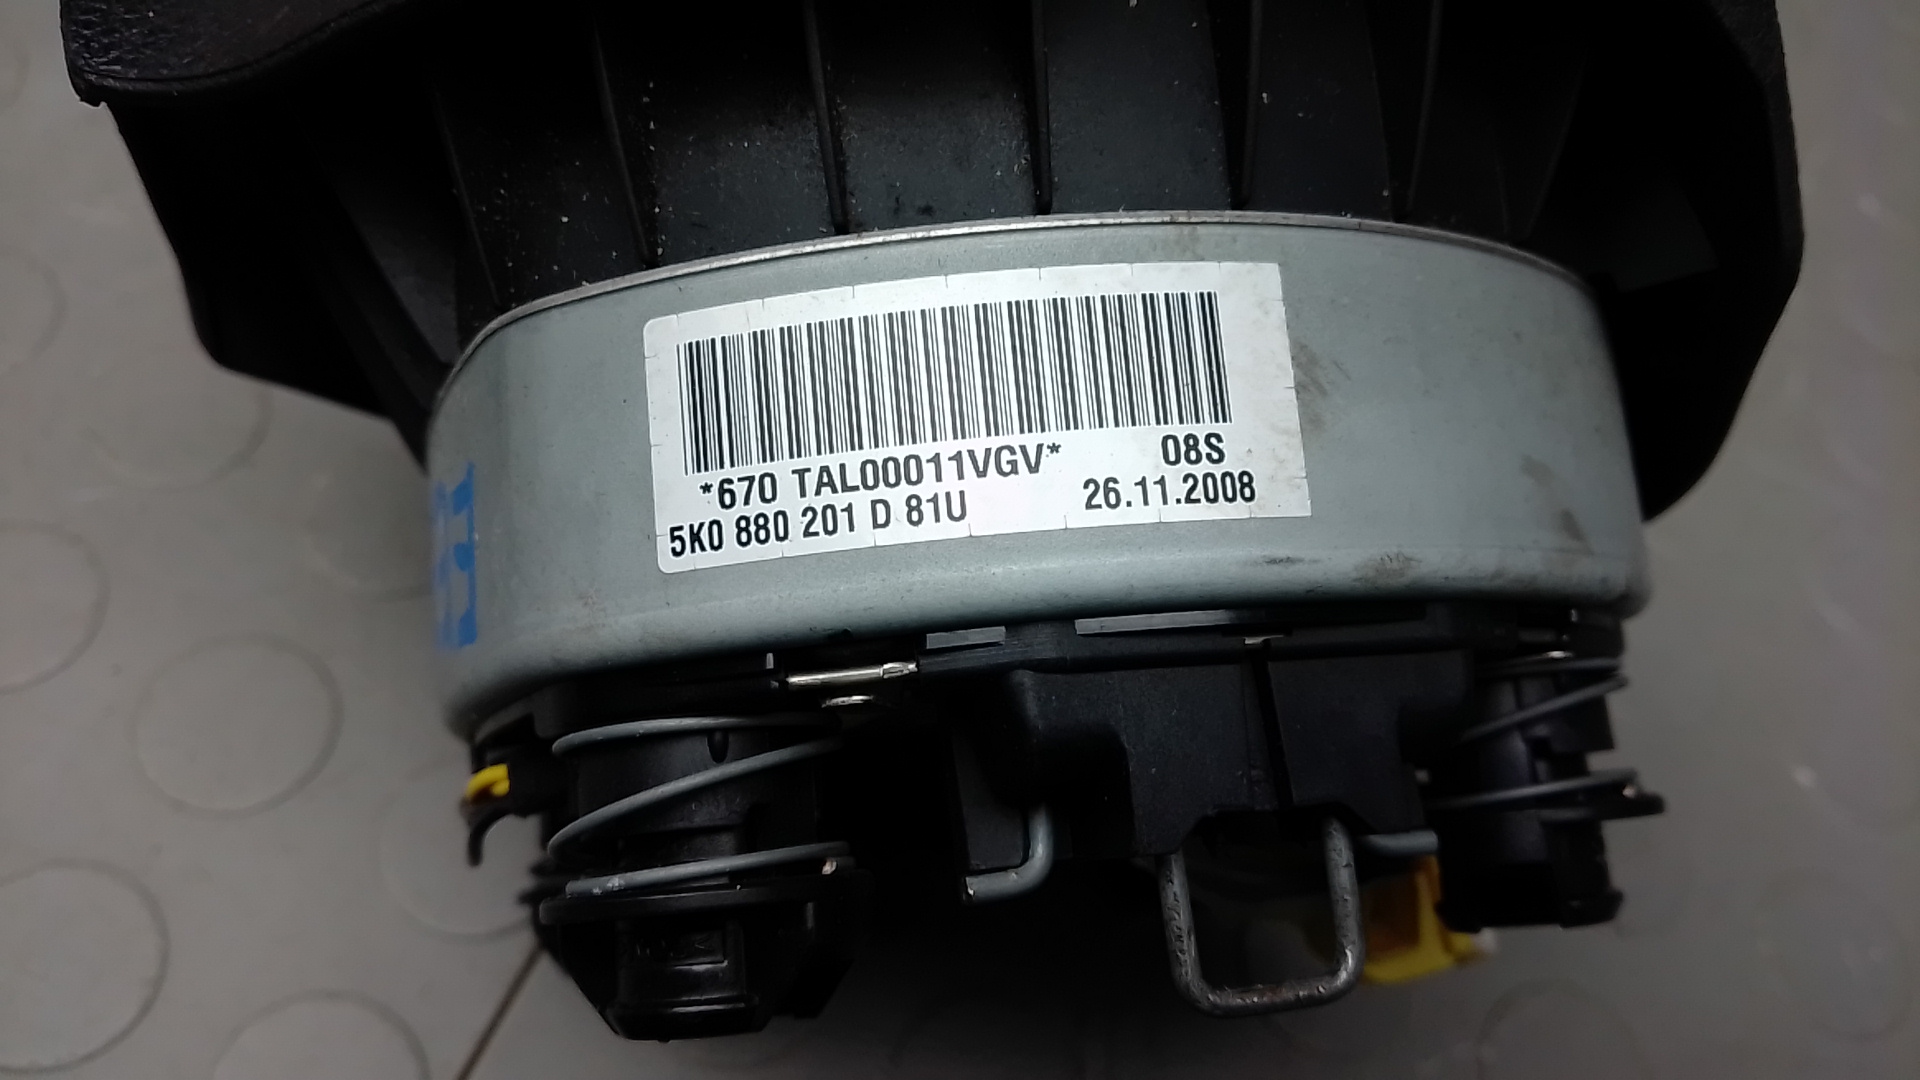 *670 TAL00011VGV* 08S
5K0 880 201 D 81U 26.11.2008